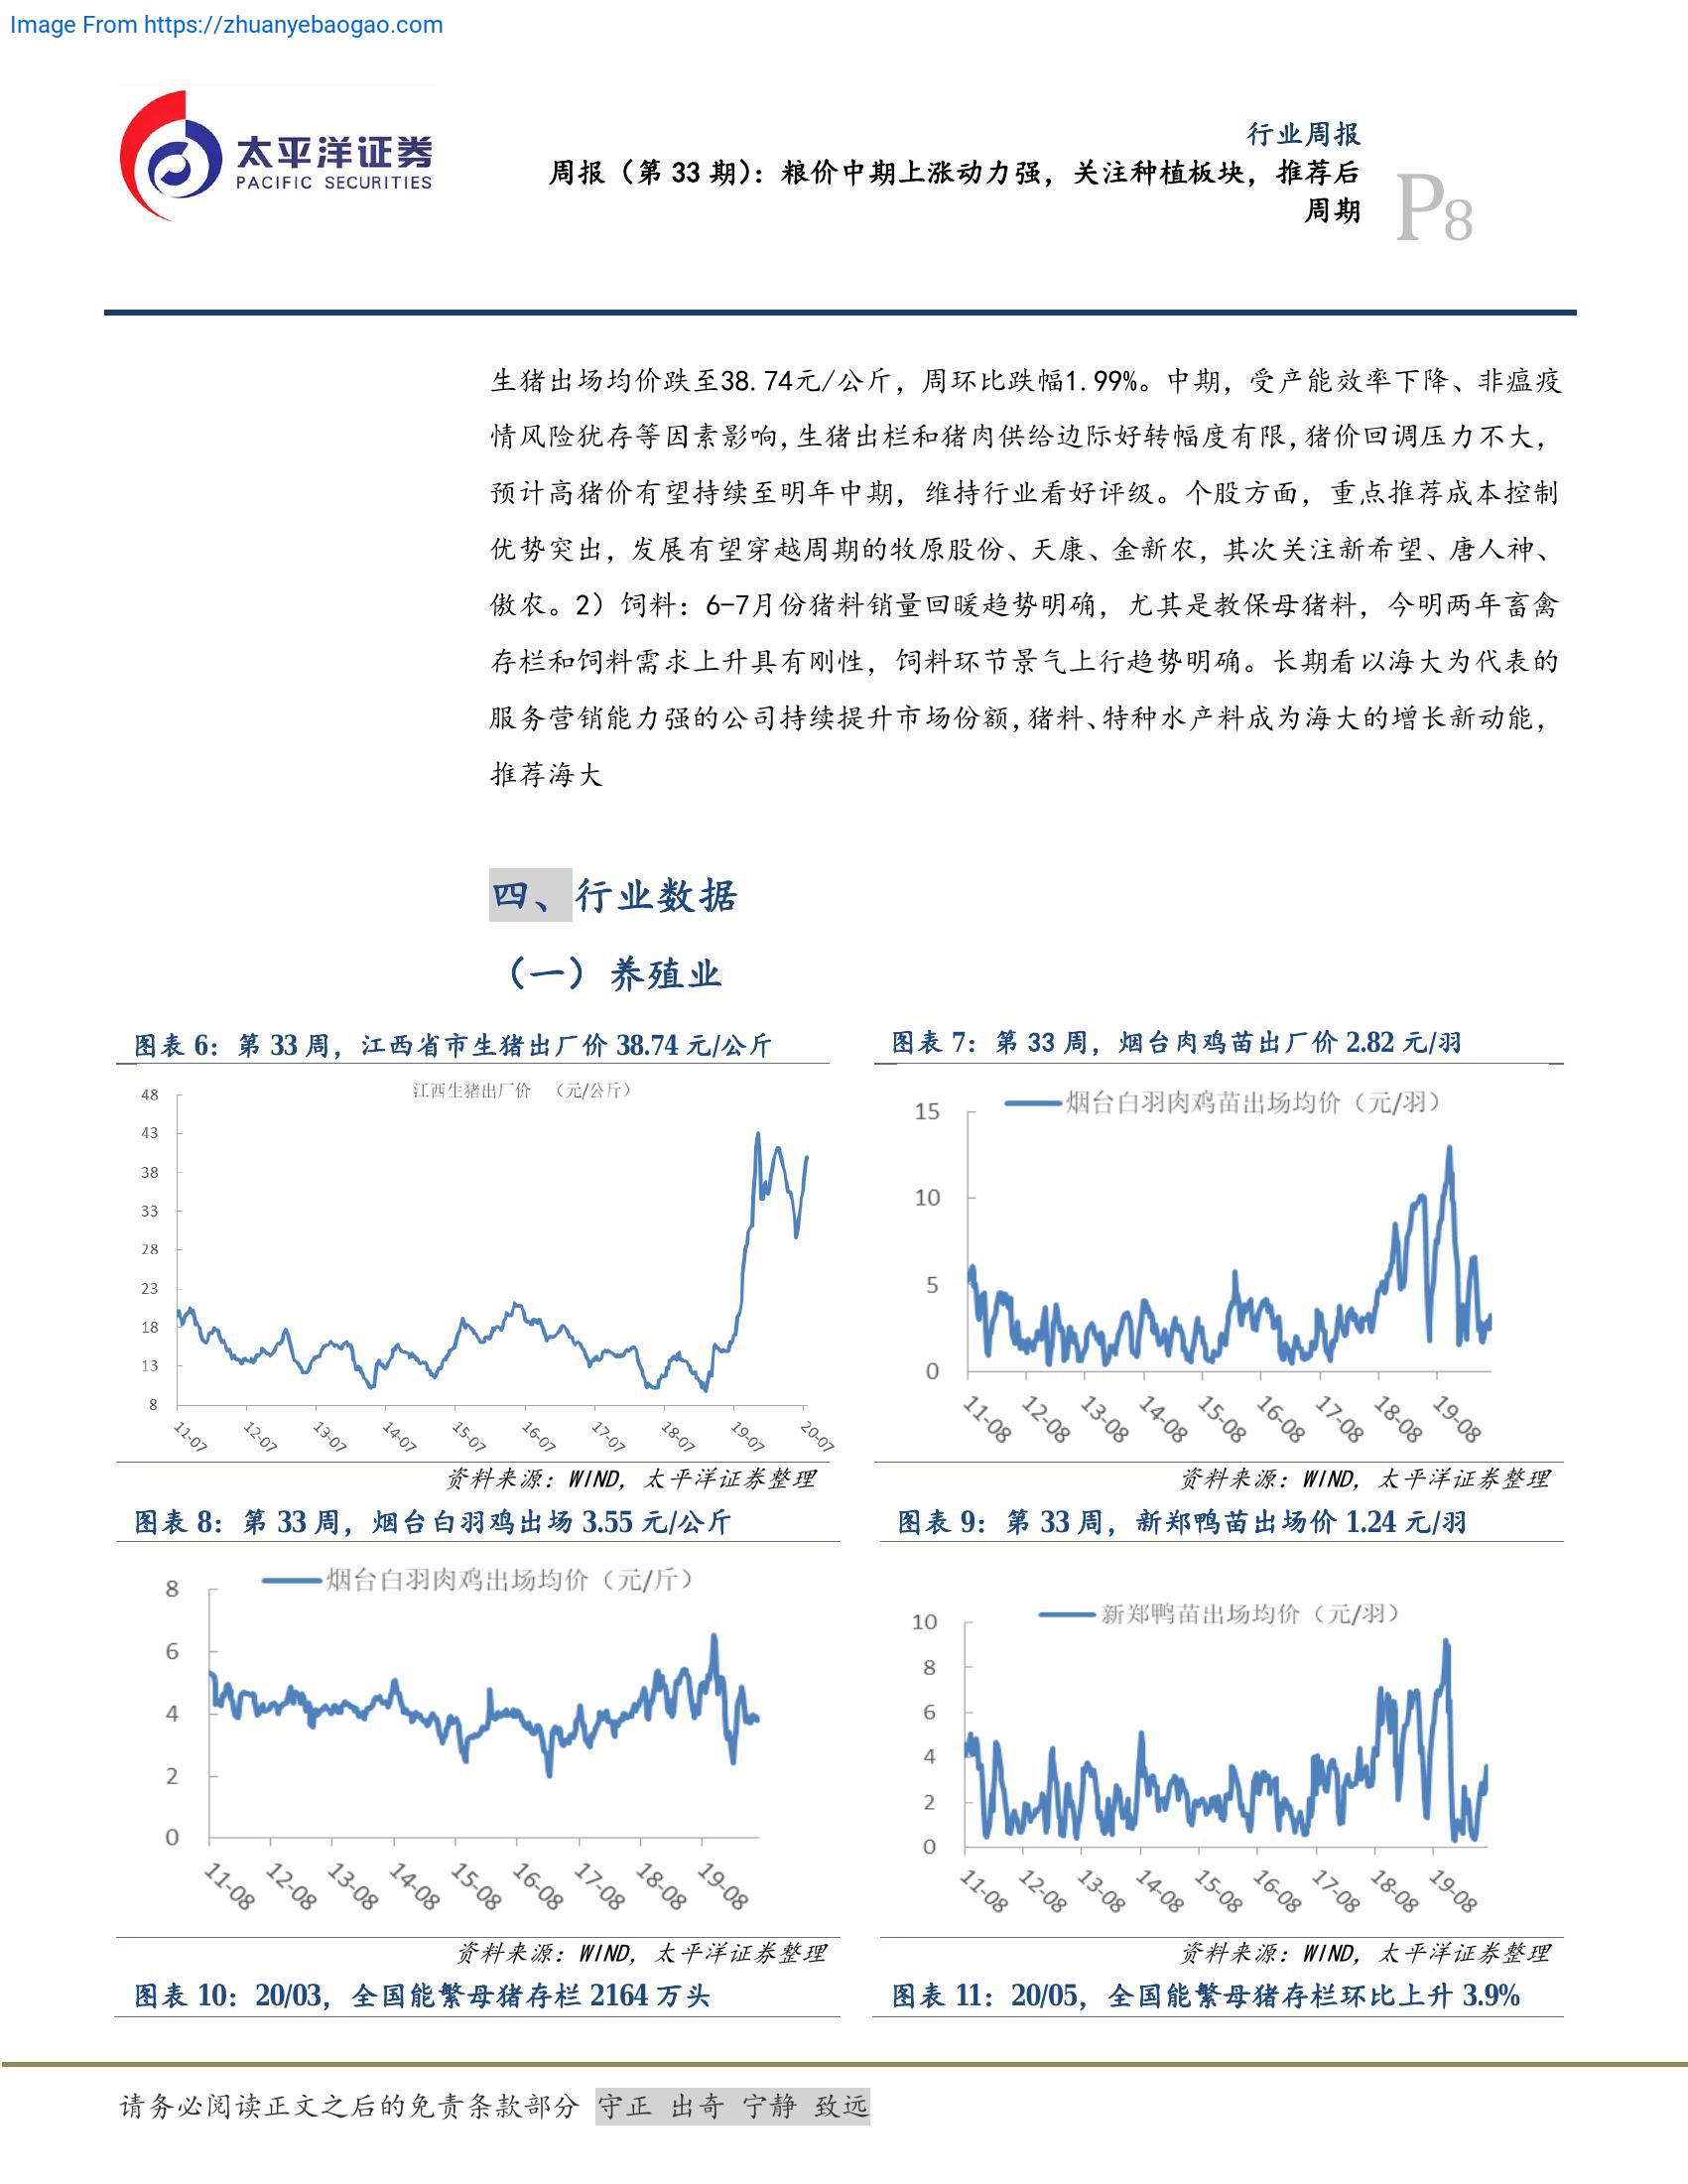 Image From https://zhuanyebaogao.com
太平洋证券
PACIFIC SECURITIES
行业周报
周报（第 33 期）：粮价中期上涨动力强，关注种植板块，推荐后
周期
P8
生猪出场均价跌至38.74元/公斤，周环比跌幅1.99%。中期，受产能效率下降、非瘟疫
情风险犹存等因素影响，生猪出栏和猪肉供给边际好转幅度有限，猪价回调压力不大，
预计高猪价有望持续至明年中期，维持行业看好评级。个股方面，重点推荐成本控制
优势突出，发展有望穿越周期的牧原股份、天康、金新农，其次关注新希望、唐人神、
傲农。2）饲料：6-7月份猪料销量回暖趋势明确，尤其是教保母猪料，今明两年畜禽
存栏和饲料需求上升具有刚性，饲料环节景气上行趋势明确。长期看以海大为代表的
服务营销能力强的公司持续提升市场份额，猪料、特种水产料成为海大的增长新动能，
推荐海大
四、行业数据
（一）养殖业
图表 6：第 33 周，江西省市生猪出厂价 38.74 元/公斤
江西生猪出厂价 （元/公斤）
48
43
38
33
28
23
18
13
8
11-07 12-07 13-07 14-07 15-07 16-07 17-07 18-07 19-07 20-07
资料来源：WIND，太平洋证券整理
图表 7：第 33 周，烟台肉鸡苗出厂价 2.82 元/羽
烟台白羽肉鸡苗出场均价（元/羽）
15
10
5
0
11-08 12-08 13-08 14-08 15-08 16-08 17-08 18-08 19-08
资料来源：WIND，太平洋证券整理
图表 8：第 33 周，烟台白羽鸡出场 3.55 元/公斤
烟台白羽肉鸡出场均价（元/斤）
8
6
4
2
0
11-08 12-08 13-08 14-08 15-08 16-08 17-08 18-08 19-08
资料来源：WIND，太平洋证券整理
图表 9：第 33 周，新郑鸭苗出场价 1.24 元/羽
新郑鸭苗出场均价（元/羽）
10
8
6
4
2
0
11-08 12-08 13-08 14-08 15-08 16-08 17-08 18-08 19-08
资料来源：WIND，太平洋证券整理
图表 10：20/03，全国能繁母猪存栏 2164 万头
图表 11：20/05，全国能繁母猪存栏环比上升 3.9%
请务必阅读正文之后的免责条款部分 守正 出奇 宁静 致远